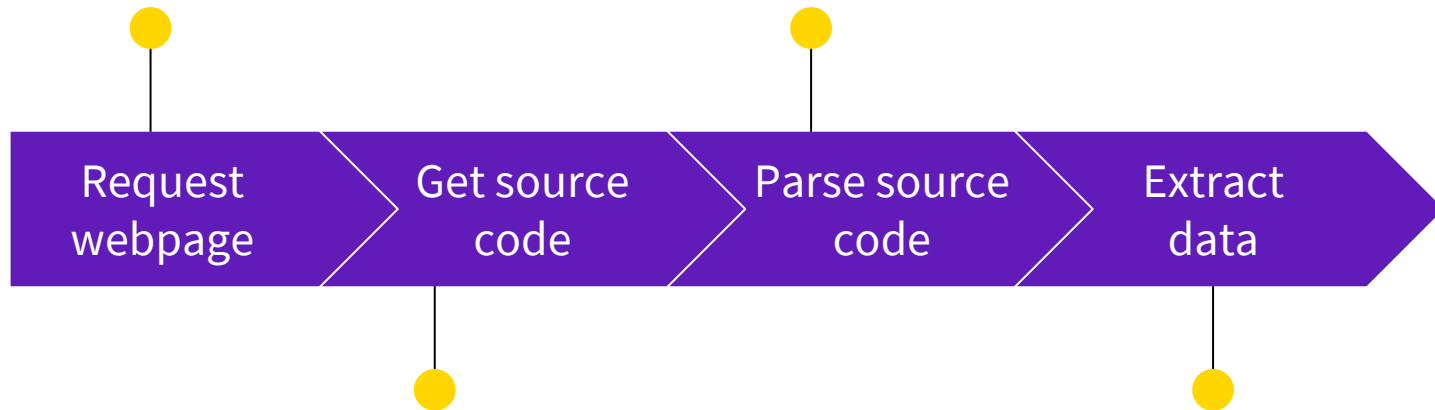 Request
webpage
Get source
code
Parse source
code
Extract
data